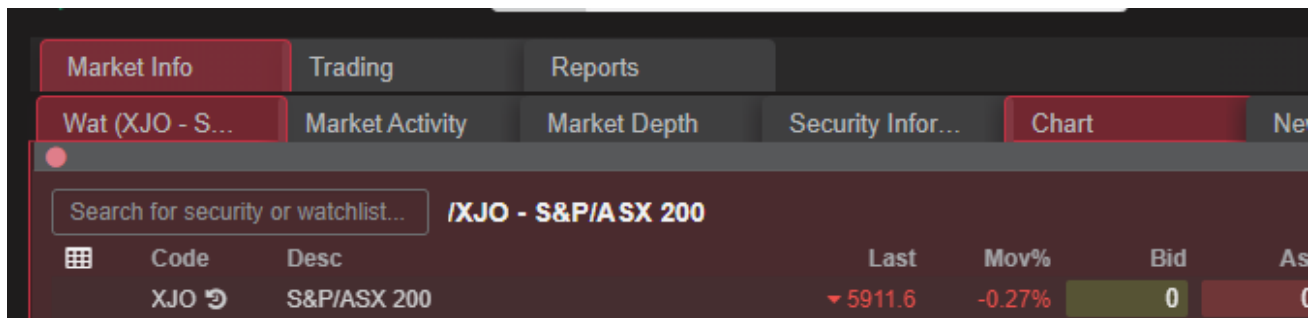 Market Info Trading Reports
Wat (XJO - S... Market Activity Market Depth Security Infor... Chart
Search for security or watchlist... /XJO - S&P/ASX 200
Code Desc Last Mov% Bid
XJO S&P/ASX 200 5911.6 -0.27% 0